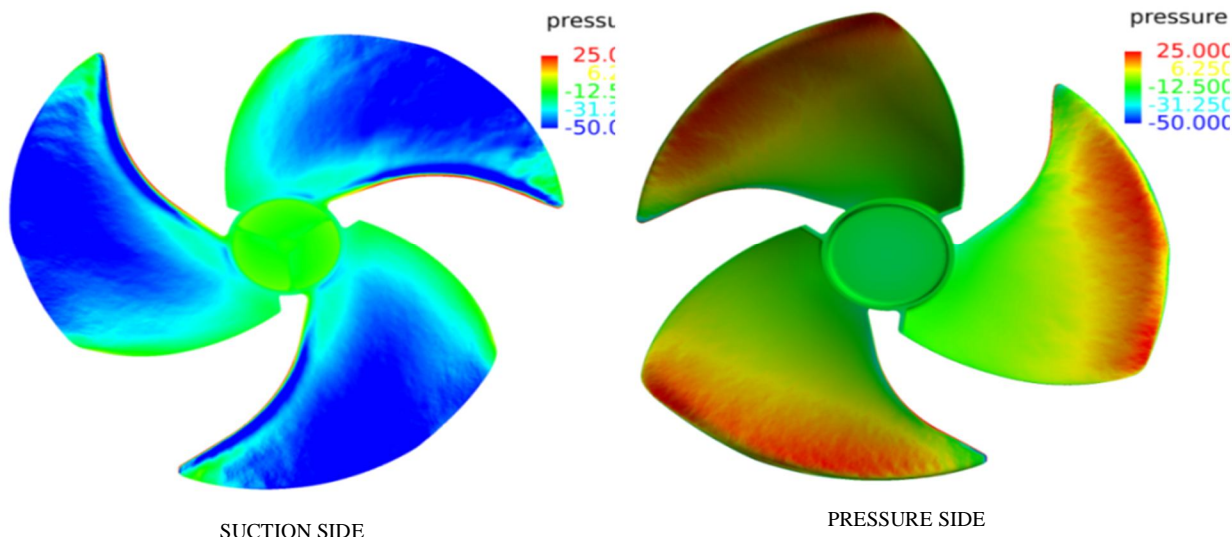 pressu
25.0
6.2
-12.5
-31.2
-50.0
pressure
25.000
6.250
-12.500
-31.250
-50.000
SUCTION SIDE
PRESSURE SIDE